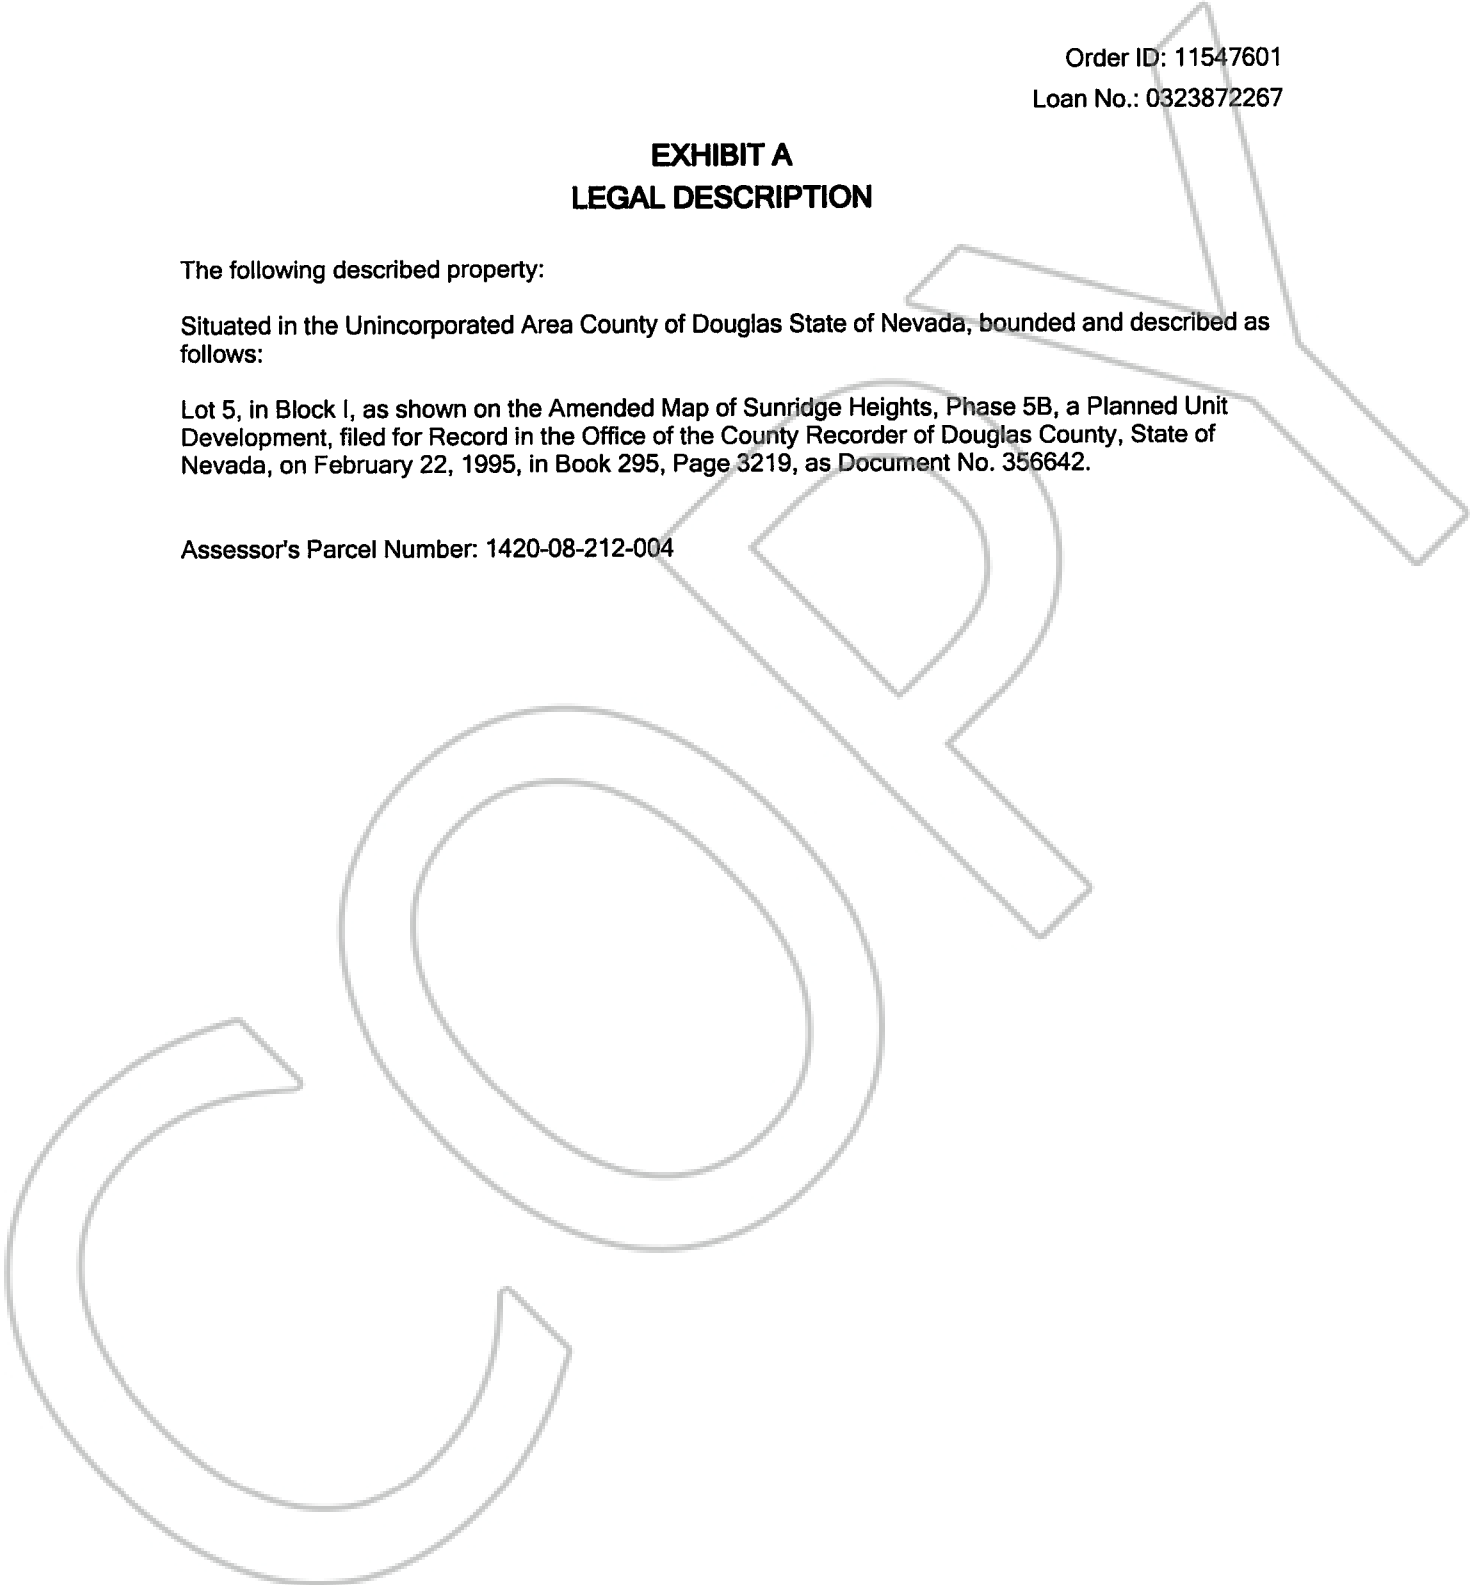 Order ID: 11547601
Loan No.: 0323872267
EXHIBIT A
LEGAL DESCRIPTION
The following described property:
Situated in the Unincorporated Area County of Douglas State of Nevada, bounded and described as
follows:
Lot 5, in Block I, as shown on the Amended Map of Sunridge Heights, Phase 5B, a Planned Unit
Development, filed for Record in the Office of the County Recorder of Douglas County, State of
Nevada, on February 22, 1995, in Book 295, Page 3219, as Document No. 356642.
Assessor's Parcel Number: 1420-08-212-004
COPY